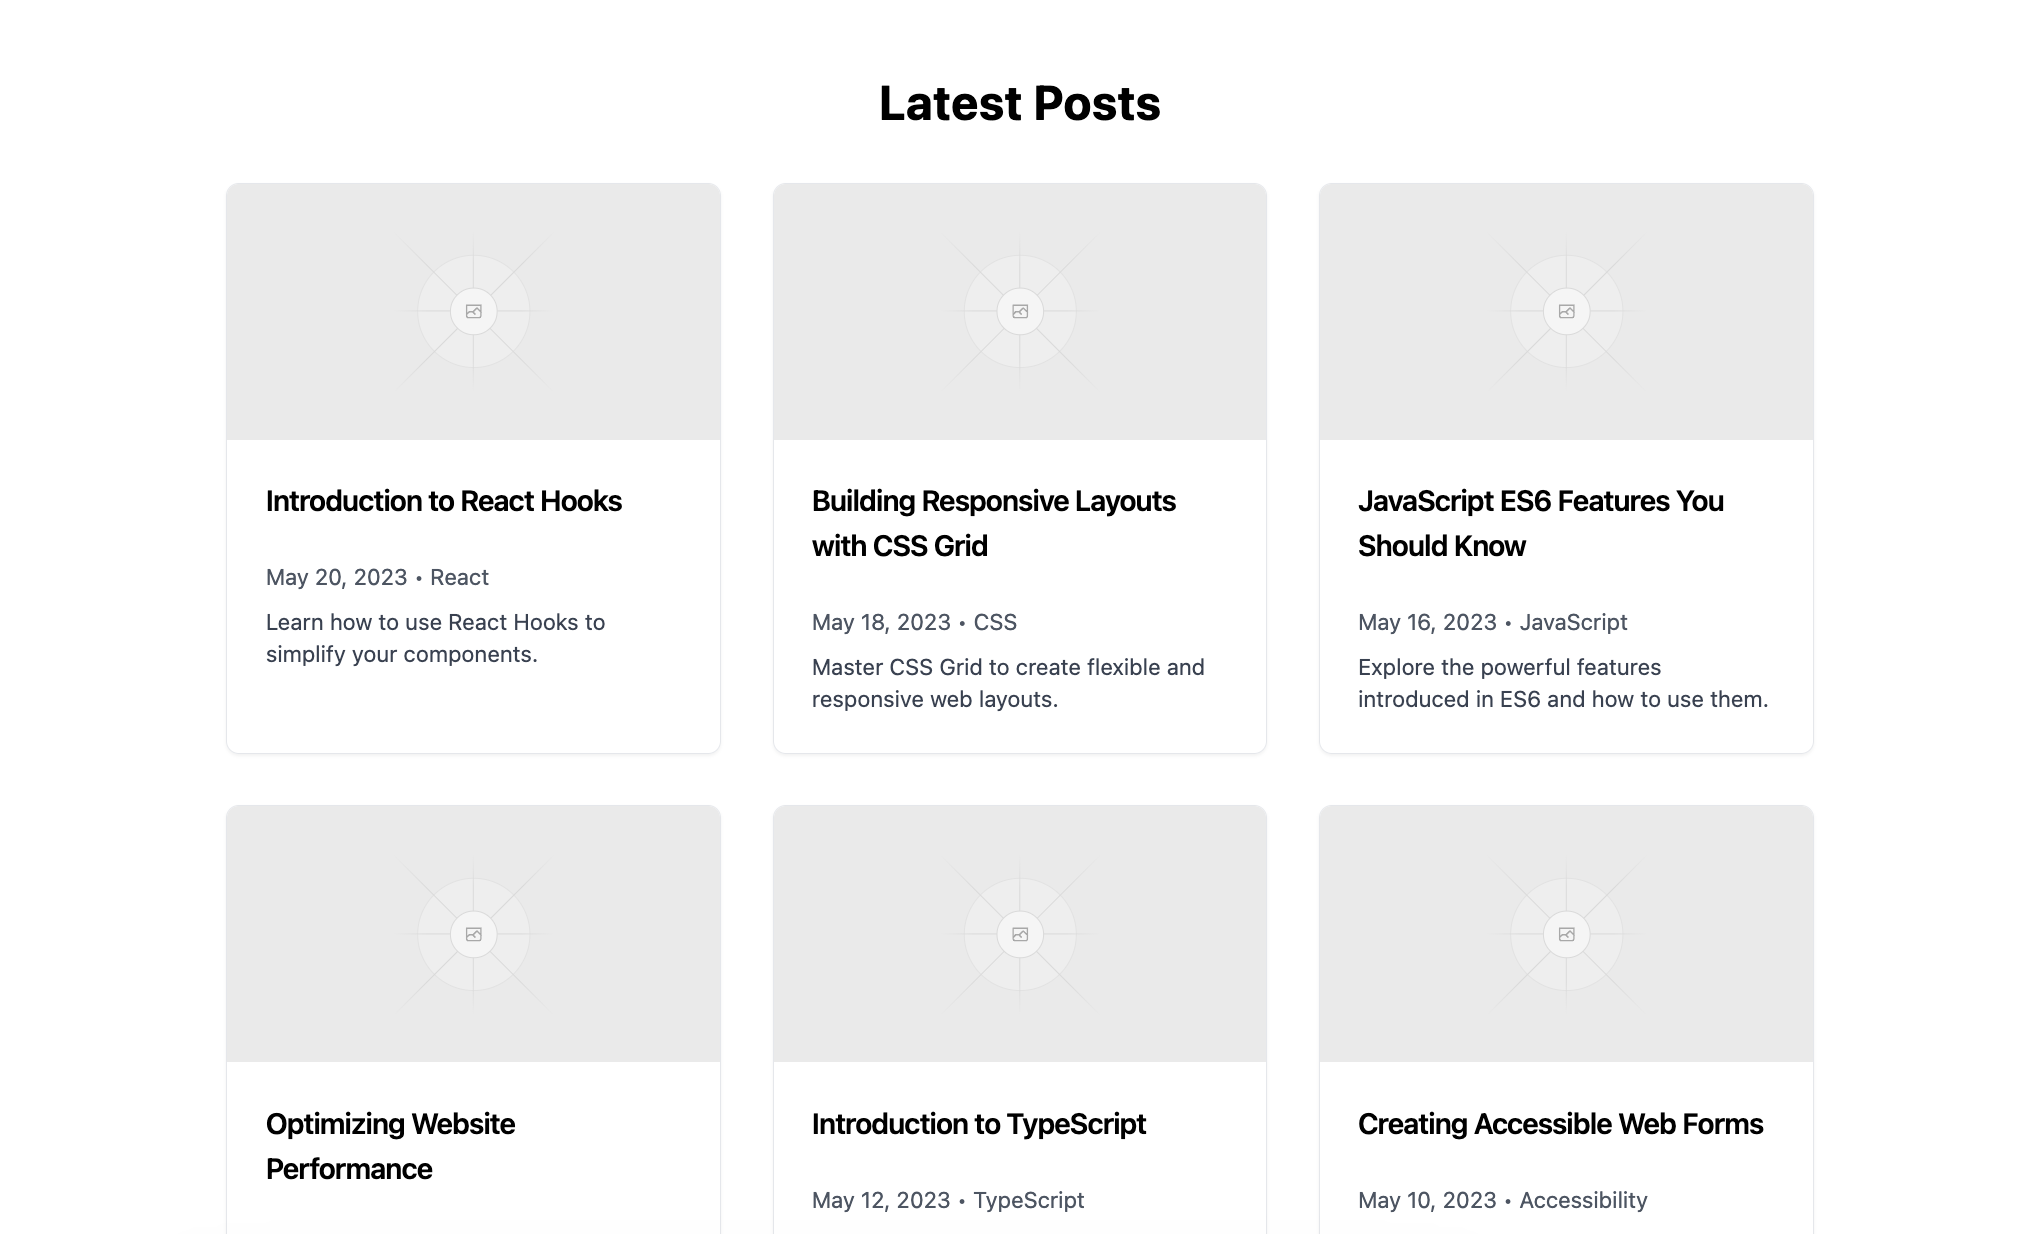 Latest Posts
Introduction to React Hooks
May 20, 2023 • React
Learn how to use React Hooks to
simplify your components.
Building Responsive Layouts
with CSS Grid
May 18, 2023 • CSS
Master CSS Grid to create flexible and
responsive web layouts.
JavaScript ES6 Features You
Should Know
May 16, 2023 • JavaScript
Explore the powerful features
introduced in ES6 and how to use them.
Optimizing Website
Performance
Introduction to TypeScript
May 12, 2023 • TypeScript
Creating Accessible Web Forms
May 10, 2023 • Accessibility